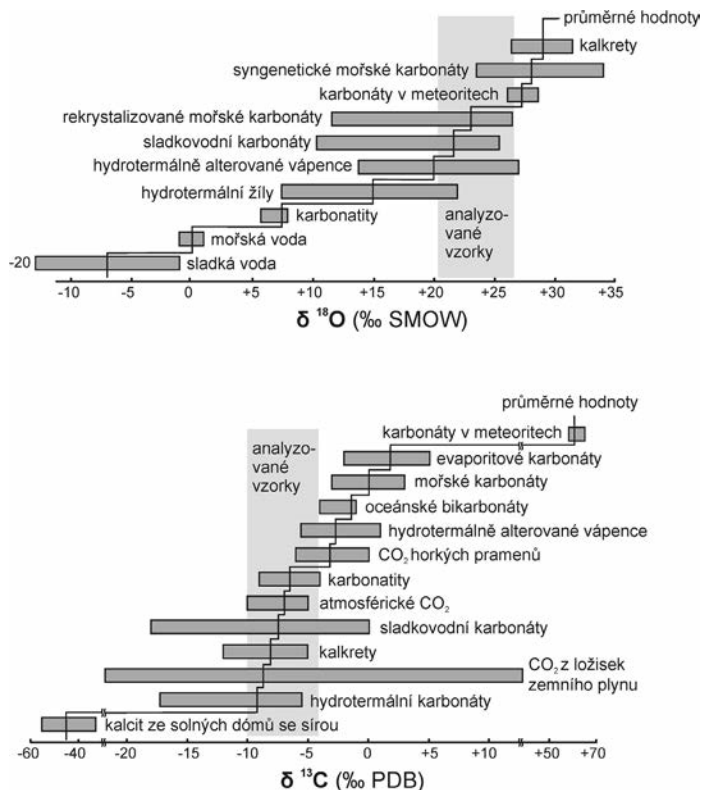 průměrné hodnoty
kalkrety
syngenetické mořské karbonáty
karbonáty v meteoritech
rekrystalizované mořské karbonáty
sladkovodní karbonáty
hydrotermálně alterované vápence
hydrotermální žíly
karbonatity
analyzo-
vané
vzorky
mořská voda
-20
sladká voda
-10 -5 0 +5 +10 +15 +20 +25 +30 +35
δ ¹⁸O (‰ SMOW)
průměrné hodnoty
karbonáty v meteoritech
analyzo-
vané
vzorky
evaporitové karbonáty
mořské karbonáty
oceánské bikarbonáty
hydrotermálně alterované vápence
CO₂ horkých pramenů
karbonatity
atmosférické CO₂
sladkovodní karbonáty
kalkrety
CO₂ z ložisek
zemního plynu
hydrotermální karbonáty
kalcit ze solných dómů se sírou
-60 -40 -20 -15 -10 -5 0 +5 +10 +50 +70
δ ¹³C (‰ PDB)